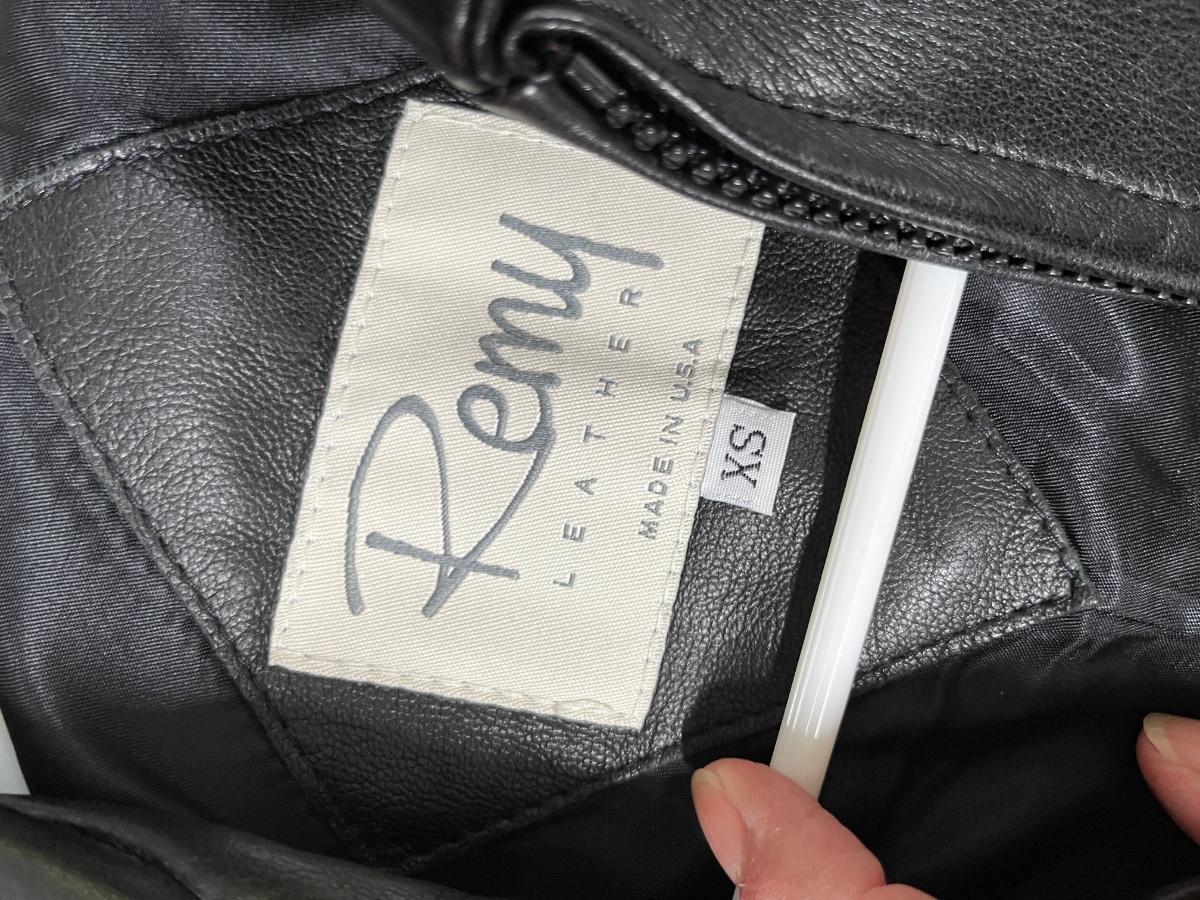 Remy
LEATHER
MADE IN U.S.A
XS